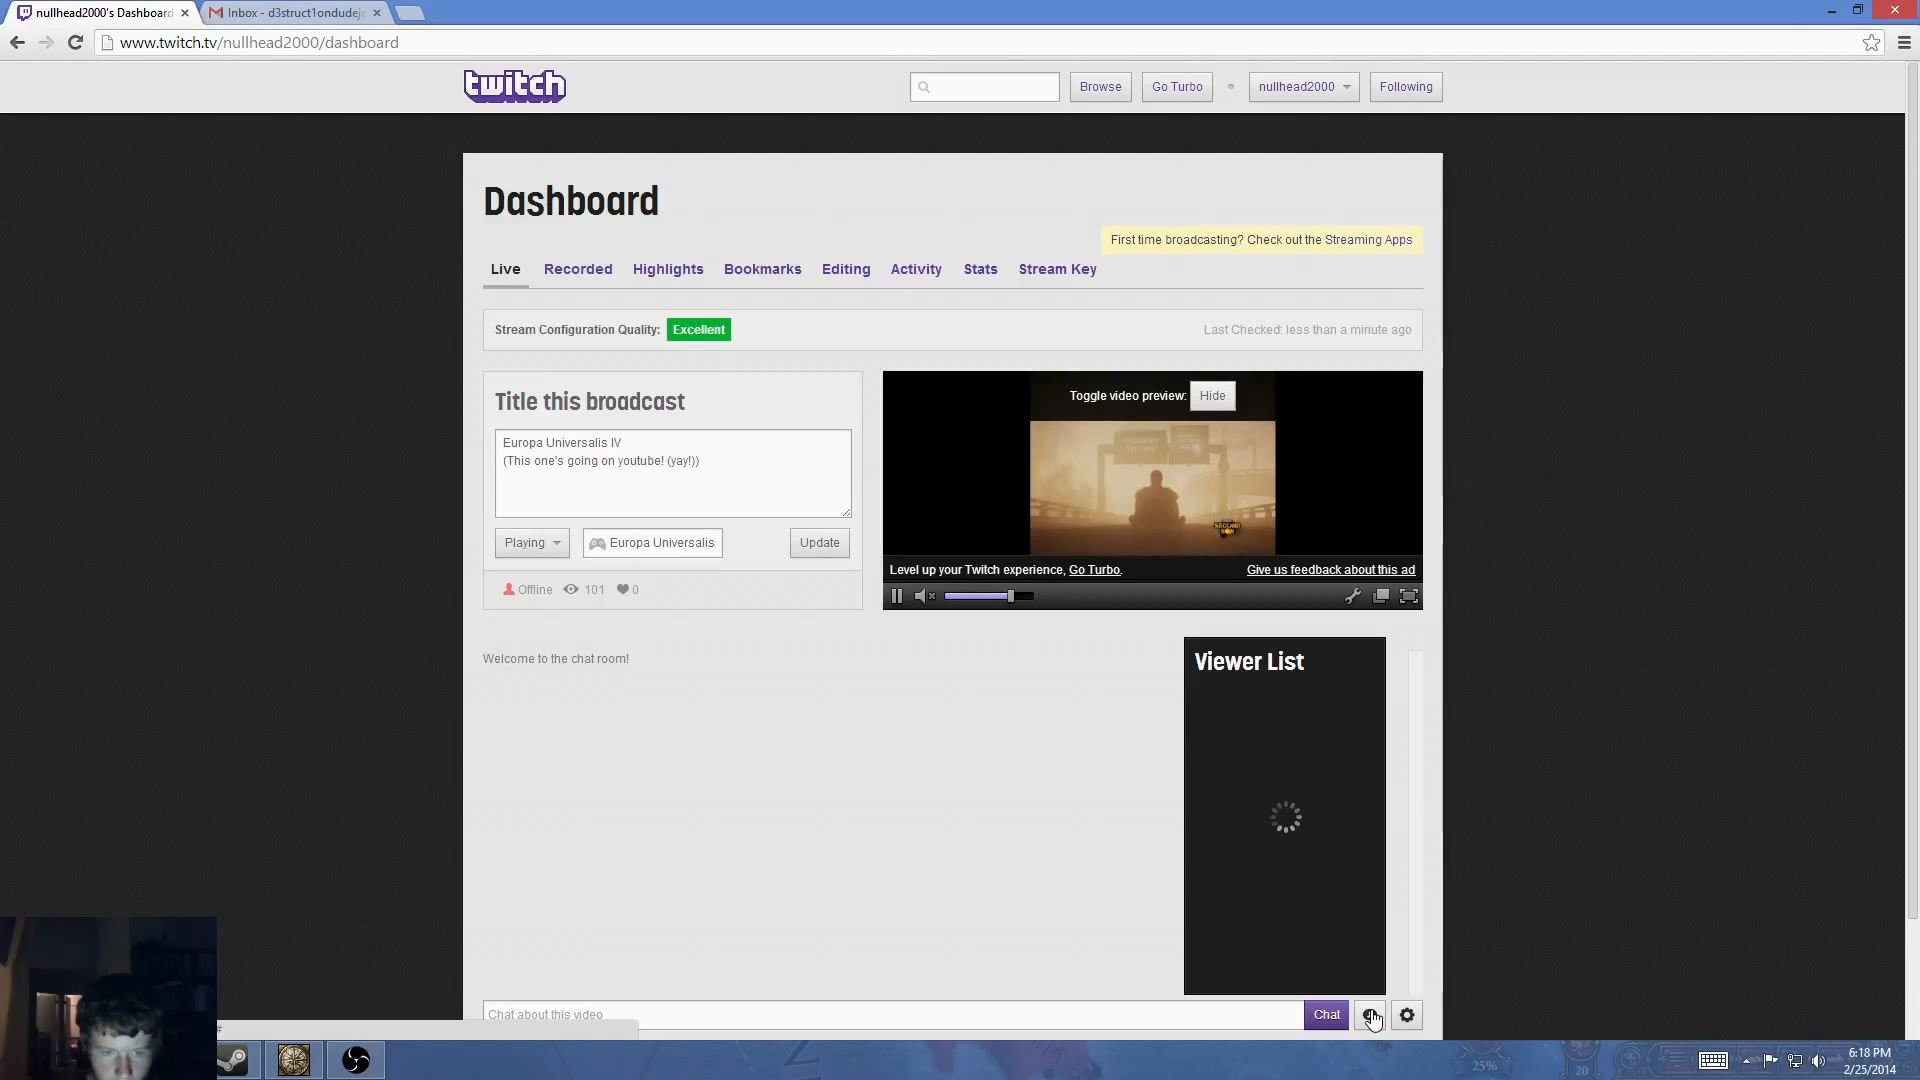 nullhead2000's Dashboard
Inbox - d3struct1ondudeja
www.twitch.tv/nullhead2000/dashboard
twitch
Browse
Go Turbo
nullhead2000
Following
Dashboard
First time broadcasting? Check out the Streaming Apps
Live
Recorded
Highlights
Bookmarks
Editing
Activity
Stats
Stream Key
Stream Configuration Quality: Excellent
Last Checked: less than a minute ago
Title this broadcast
Toggle video preview: Hide
Europa Universalis IV
(This one's going on youtube! (yay!))
SECOND SON
Playing
Europa Universalis
Update
Level up your Twitch experience, Go Turbo.
Give us feedback about this ad
Offline
101
0
Welcome to the chat room!
Viewer List
Chat about this video
Chat
#
25%
20
6:18 PM
2/25/2014